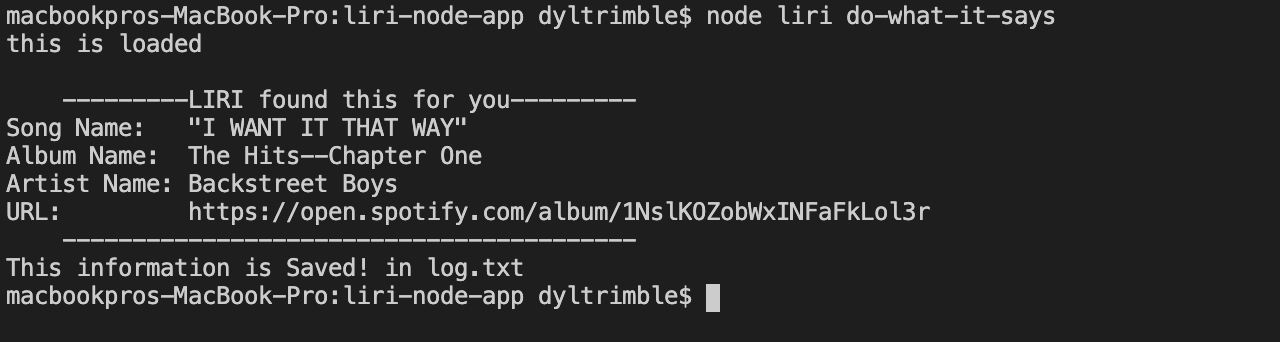 macbookpros-MacBook-Pro:liri-node-app dyltrimble$ node liri do-what-it-says
this is loaded
    ---------LIRI found this for you---------
Song Name:   "I WANT IT THAT WAY"
Album Name:  The Hits--Chapter One
Artist Name: Backstreet Boys
URL:         https://open.spotify.com/album/1NslKOZobWxINFaFkLol3r
    -----------------------------------------
This information is Saved! in log.txt
macbookpros-MacBook-Pro:liri-node-app dyltrimble$